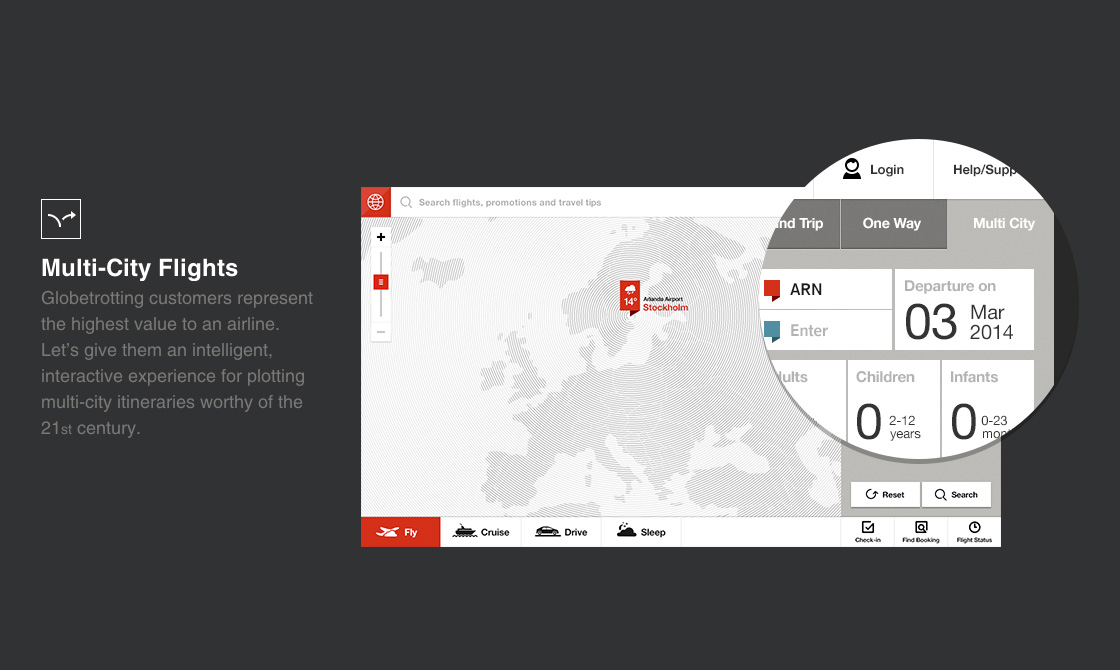 Multi-City Flights
Globetrotting customers represent
the highest value to an airline.
Let's give them an intelligent,
interactive experience for plotting
multi-city itineraries worthy of the
21st century.
Search flights, promotions and travel tips
Login
Help/Supp
nd Trip
One Way
Multi City
+
14°
Arlanda Airport
Stockholm
−
ARN
Enter
Departure on
03
Mar
2014
ults
Children
0
2-12
years
Infants
0
0-23
mon
Reset
Search
Fly
Cruise
Drive
Sleep
Check-in
Find Booking
Flight Status